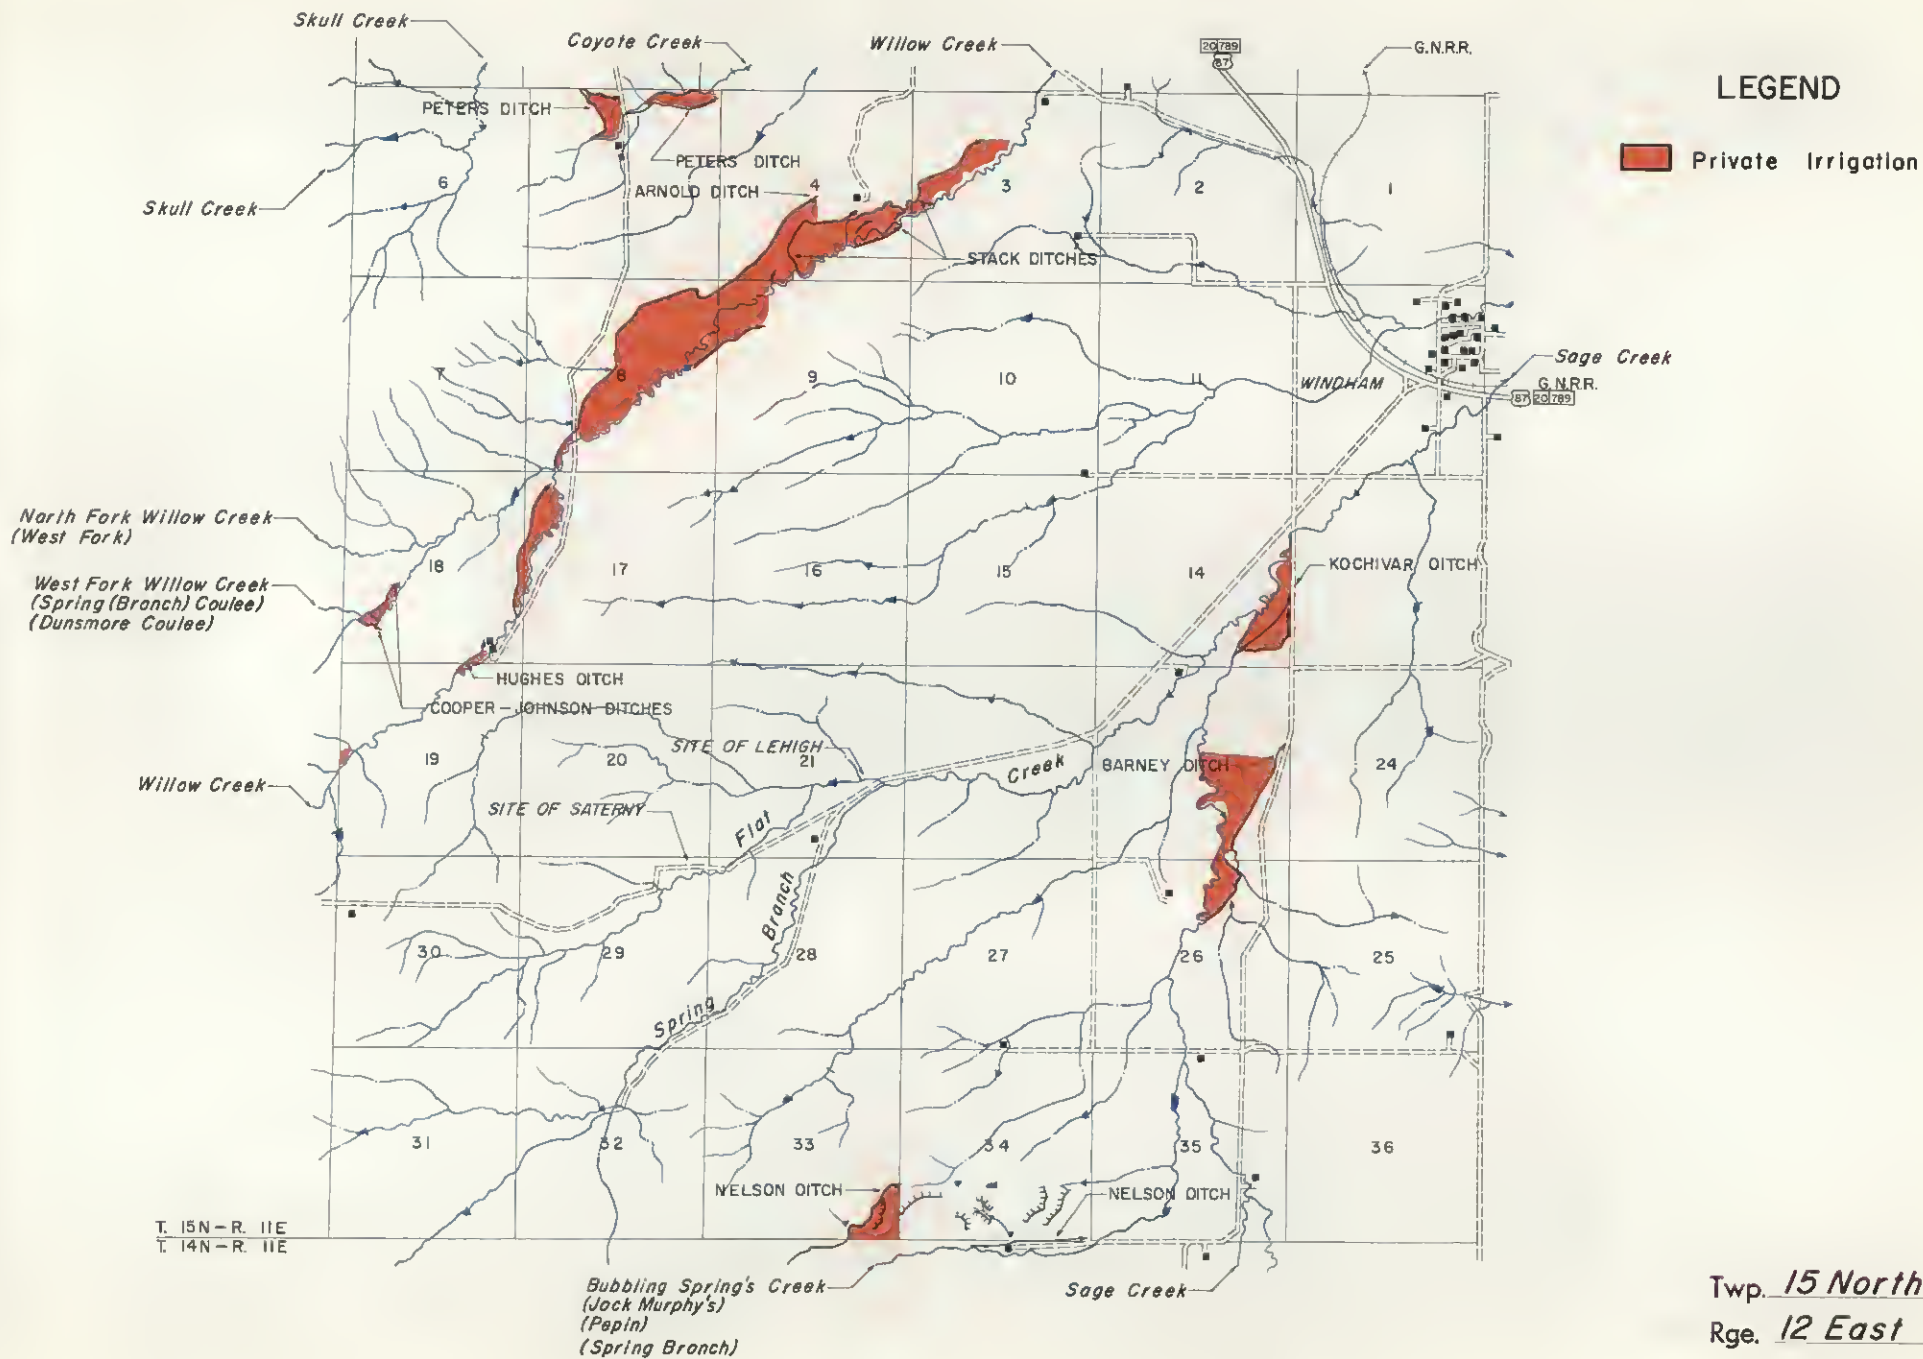 Skull Creek
Coyote Creek
Willow Creek
20 789
87
G.N.R.R.
LEGEND
Private Irrigation
PETERS DITCH
PETERS DITCH
ARNOLD DITCH
6
4
3
2
1
Skull Creek
STACK DITCHES
Sage Creek
7
8
9
10
11
WINDHAM
G.N.R.R.
87 20 789
North Fork Willow Creek
(West Fork)
18
17
16
15
14
KOCHIVAR DITCH
West Fork Willow Creek
(Spring (Branch) Coulee)
(Dunsmore Coulee)
HUGHES DITCH
COOPER-JOHNSON DITCHES
SITE OF LEHIGH
19
20
21
Creek
BARNEY DITCH
24
Willow Creek
SITE OF SATERNY
Flat
Branch
30
29
28
27
26
25
Spring
31
32
33
34
35
36
NELSON DITCH
NELSON DITCH
T. 15N-R. 11E
T. 14N-R. 11E
Bubbling Spring's Creek
(Jack Murphy's)
(Pepin)
(Spring Branch)
Sage Creek
Twp. 15 North
Rge. 12 East